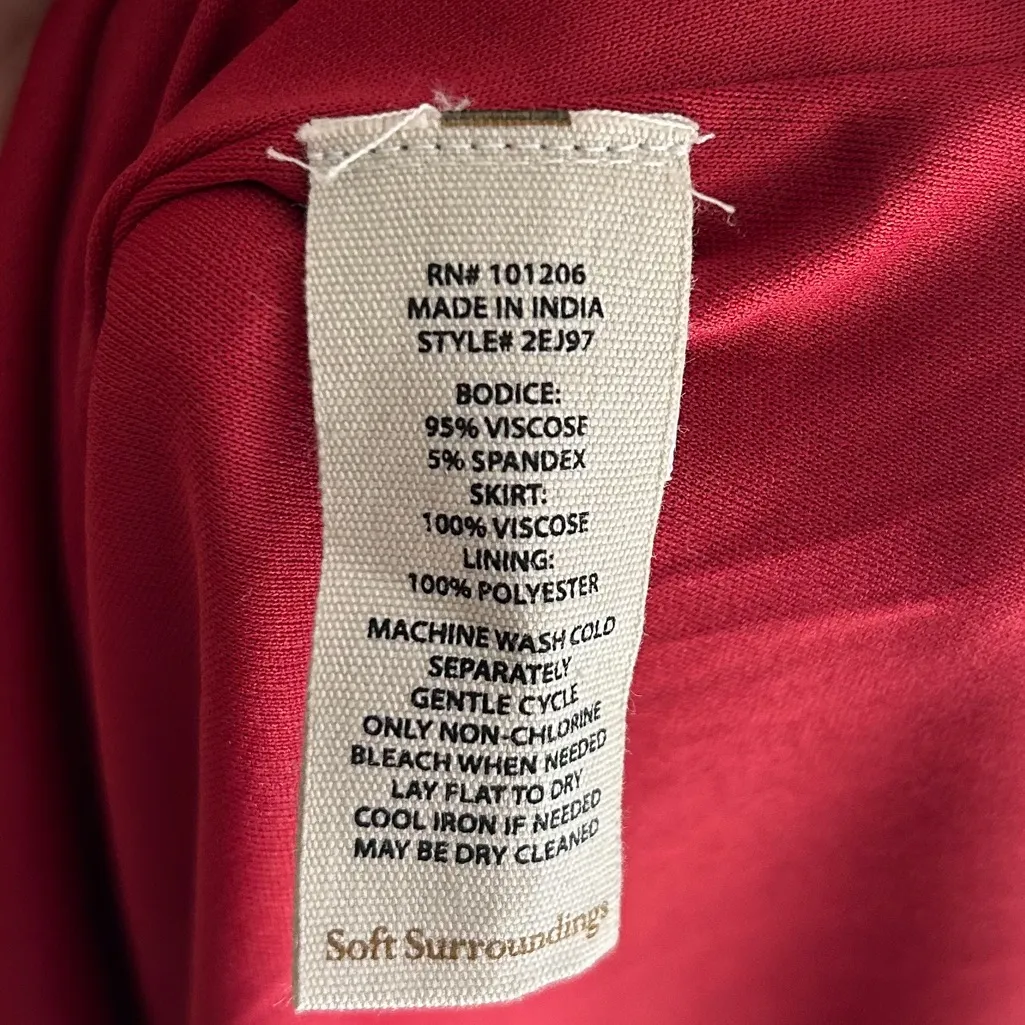 RN# 101206
MADE IN INDIA
STYLE# 2EJ97
BODICE:
95% VISCOSE
5% SPANDEX
SKIRT:
100% VISCOSE
LINING:
100% POLYESTER
MACHINE WASH COLD
SEPARATELY
GENTLE CYCLE
ONLY NON-CHLORINE
BLEACH WHEN NEEDED
LAY FLAT TO DRY
COOL IRON IF NEEDED
MAY BE DRY CLEANED
Soft Surroundings